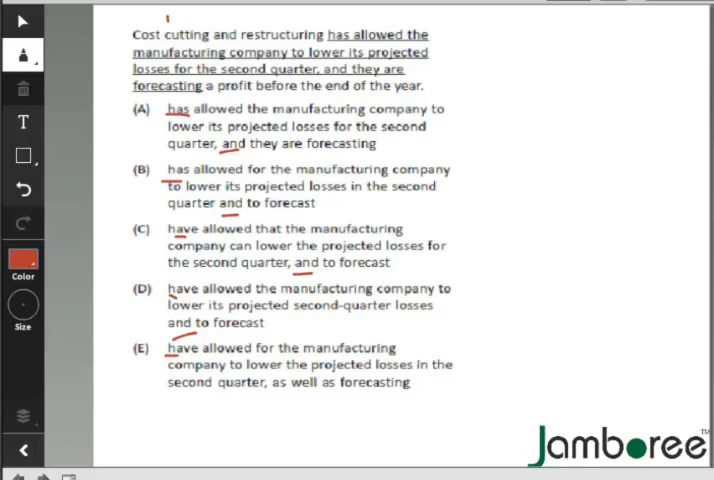 Cost cutting and restructuring has allowed the
manufacturing company to lower its projected
losses for the second quarter, and they are
forecasting a profit before the end of the year.
(A) has allowed the manufacturing company to
lower its projected losses for the second
quarter, and they are forecasting
(B) has allowed for the manufacturing company
to lower its projected losses in the second
quarter and to forecast
(C) have allowed that the manufacturing
company can lower the projected losses for
the second quarter, and to forecast
(D) have allowed the manufacturing company to
lower its projected second-quarter losses
and to forecast
(E) have allowed for the manufacturing
company to lower the projected losses in the
second quarter, as well as forecasting
T
Color
Size
Jamboree™